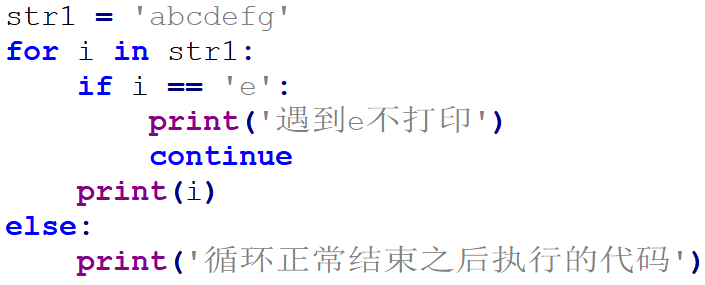 str1 = 'abcdefg'
for i in str1:
    if i == 'e':
        print('遇到e不打印')
        continue
    print(i)
else:
    print('循环正常结束之后执行的代码')